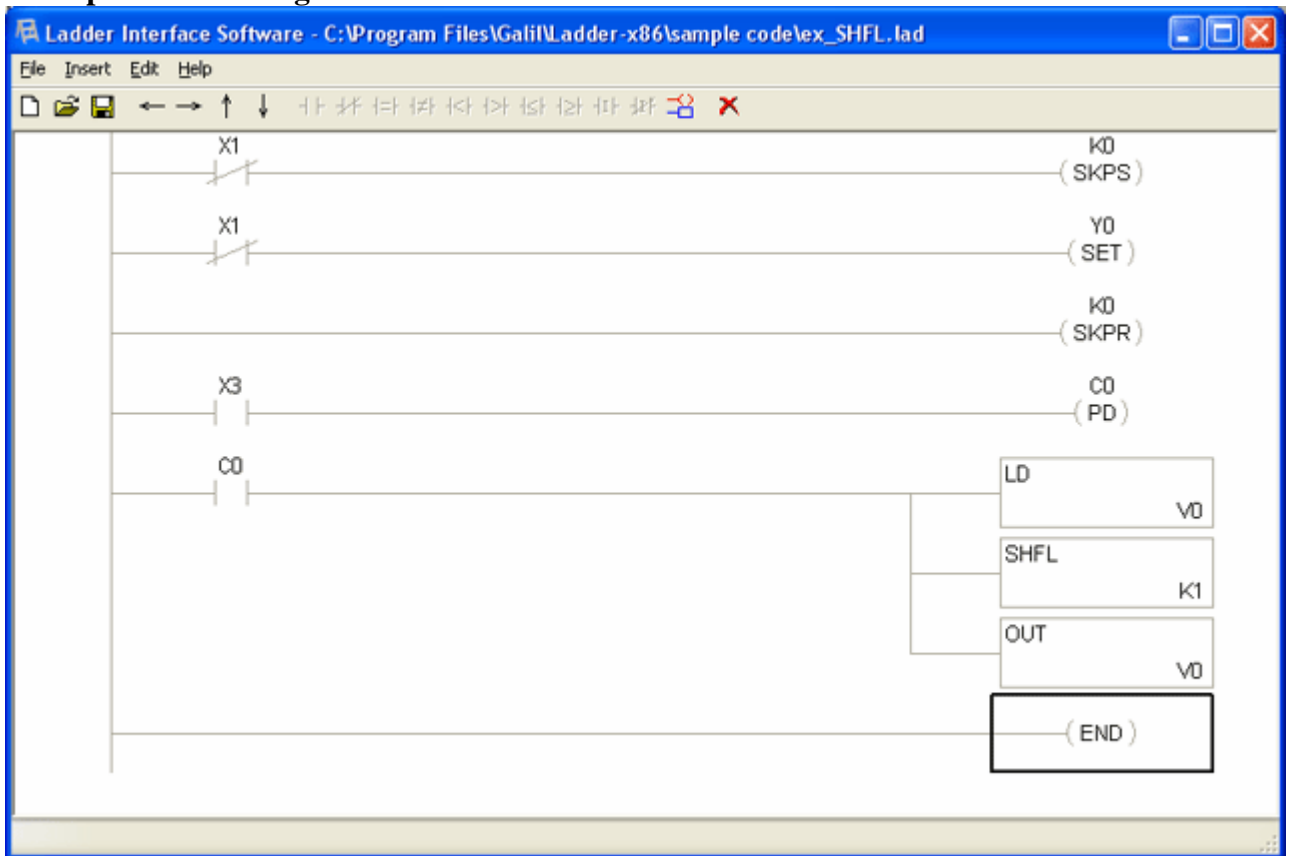 Ladder Interface Software - C:\Program Files\Galil\Ladder-x86\sample code\ex_SHFL.lad
File Insert Edit Help
X1 K0
( SKPS )
X1 Y0
( SET )
K0
( SKPR )
X3 C0
( PD )
C0
LD
V0
SHFL
K1
OUT
V0
( END )